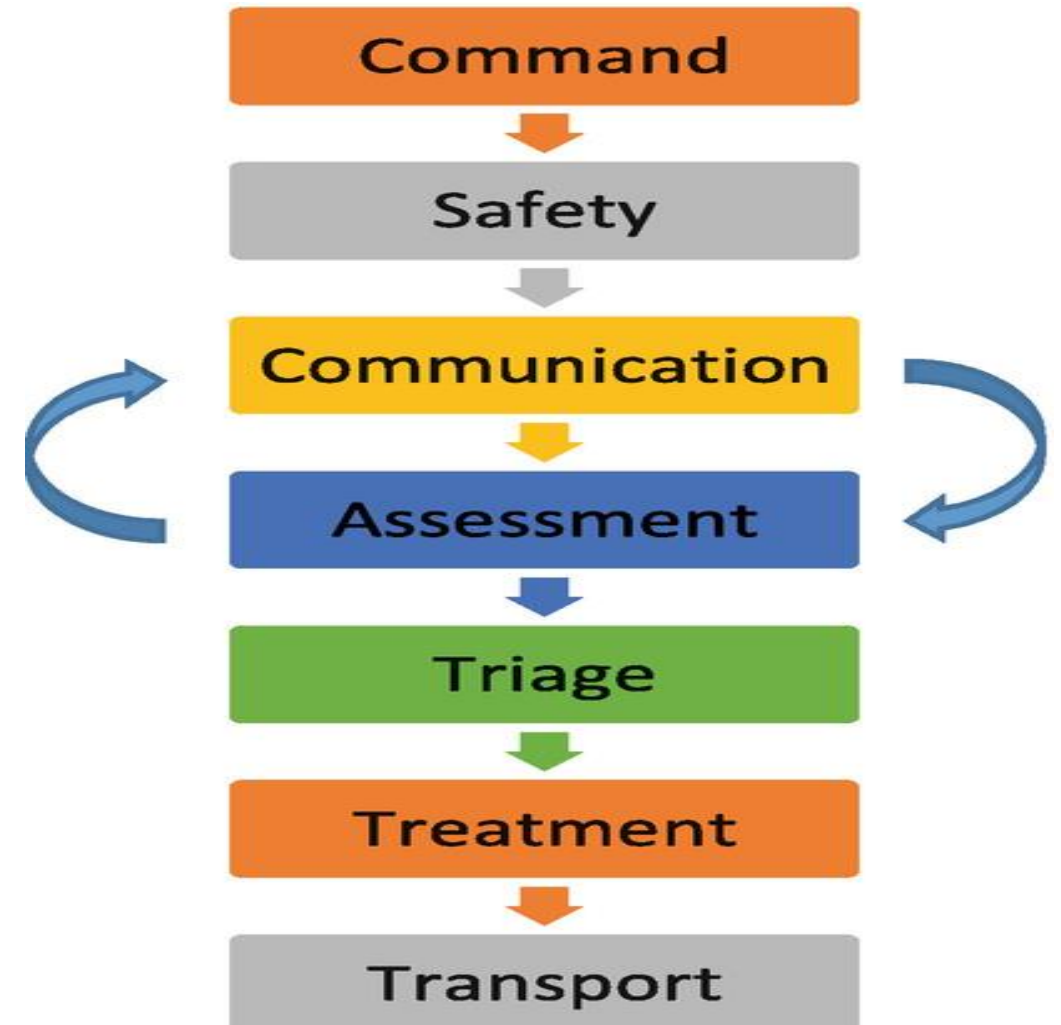 Command
Safety
Communication
Assessment
Triage
Treatment
Transport